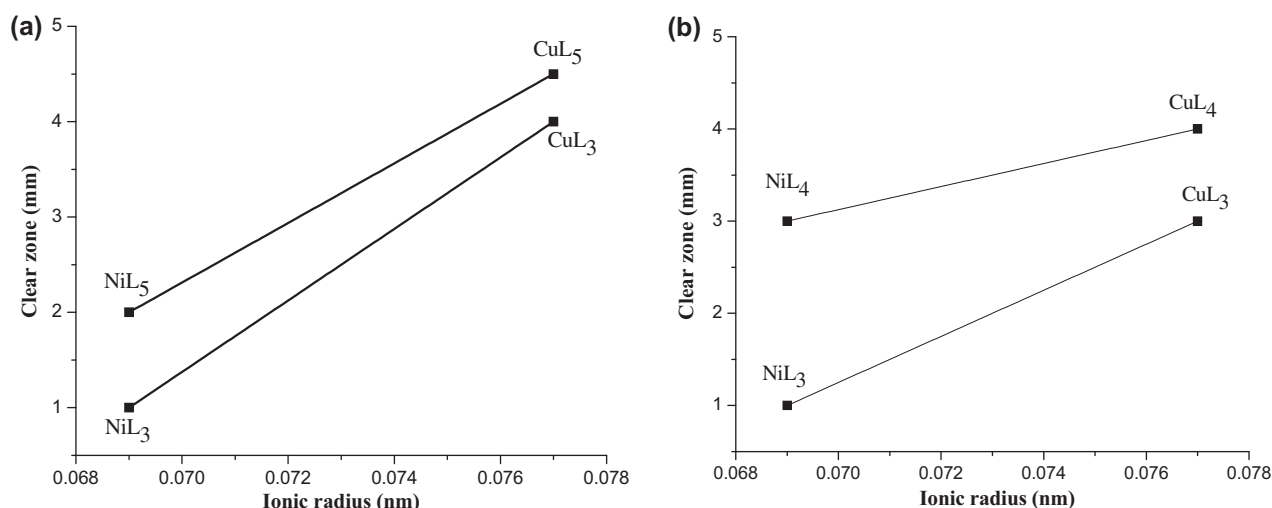 (a)
5
4
3
2
1
Clear zone (mm)
CuL5
CuL3
NiL5
NiL3
0.068 0.070 0.072 0.074 0.076 0.078
Ionic radius (nm)
(b)
5
4
3
2
1
Clear zone (mm)
CuL4
NiL4
CuL3
NiL3
0.068 0.070 0.072 0.074 0.076 0.078
Ionic radius (nm)